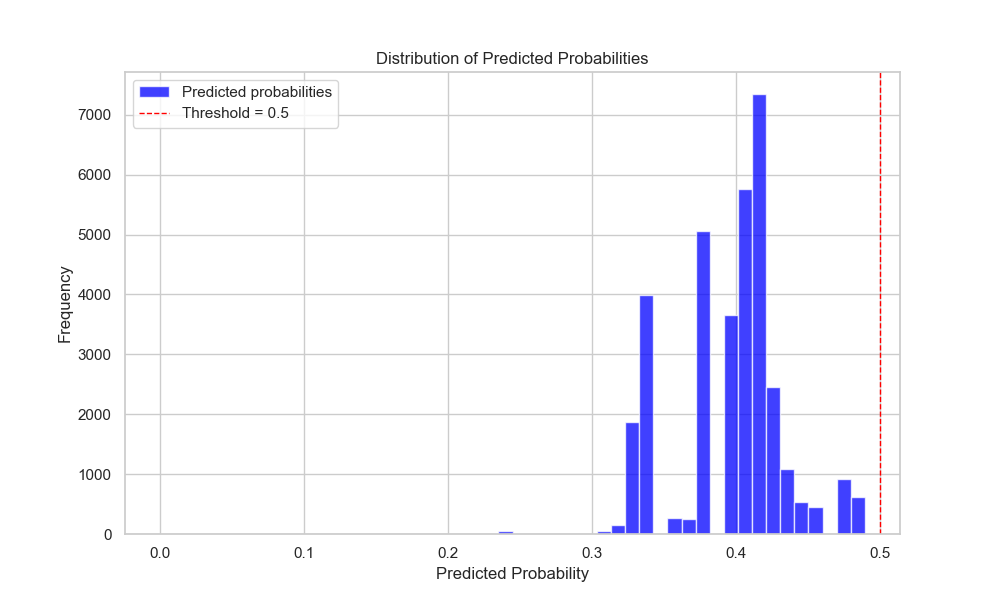 Distribution of Predicted Probabilities
Predicted probabilities
Threshold = 0.5
7000
6000
5000
4000
3000
2000
1000
0
Frequency
0.0 0.1 0.2 0.3 0.4 0.5
Predicted Probability